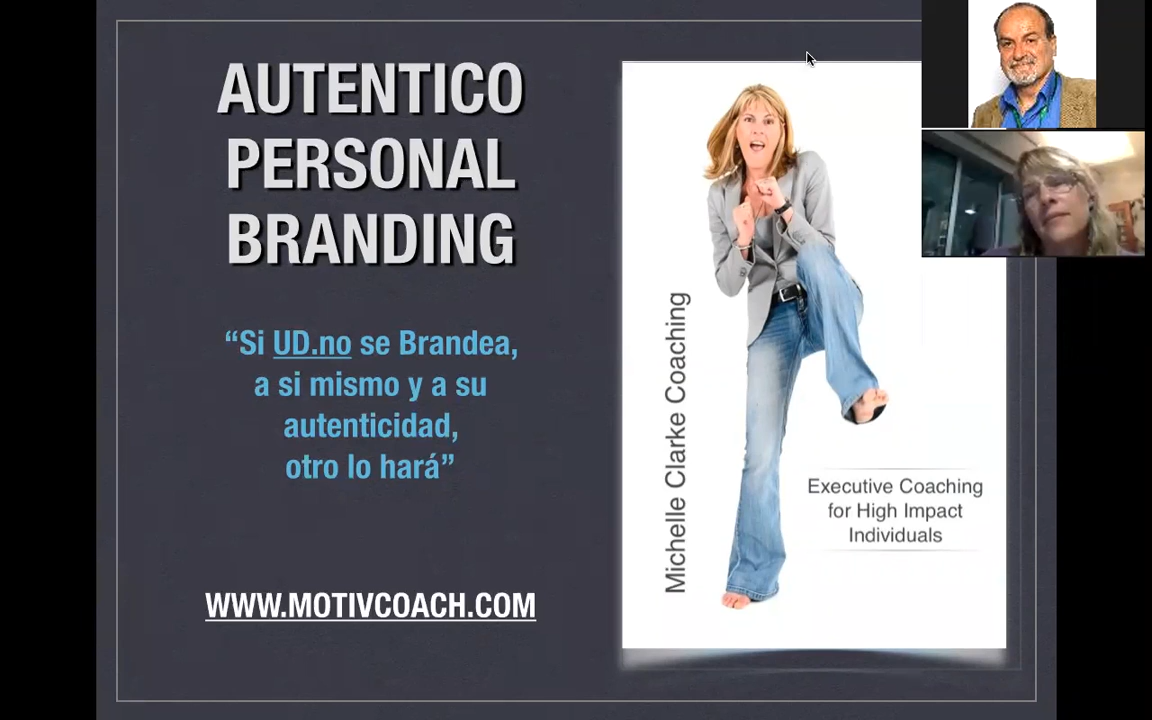 AUTENTICO
PERSONAL
BRANDING
“Si UD.no se Brandea,
a si mismo y a su
autenticidad,
otro lo hará”
WWW.MOTIVCOACH.COM
Michelle Clarke Coaching
Executive Coaching
for High Impact
Individuals